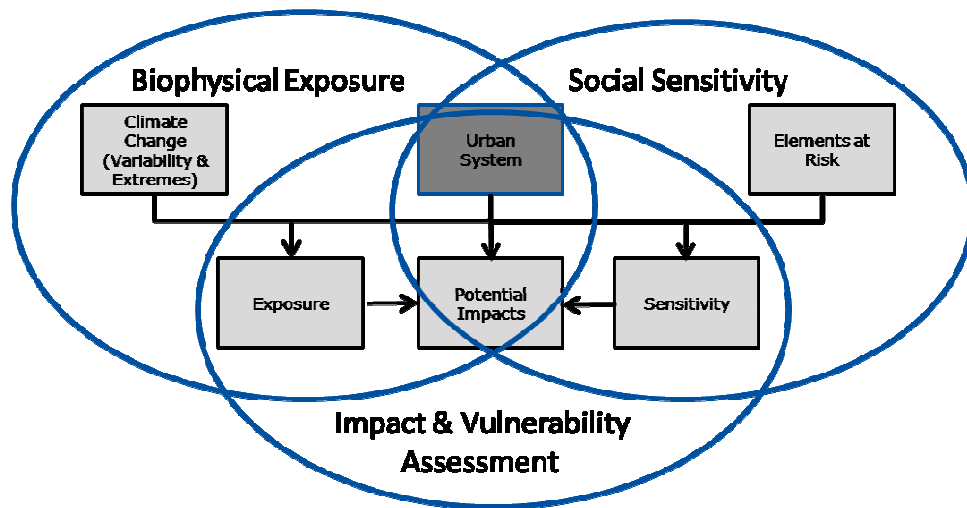 Biophysical Exposure
Social Sensitivity
Climate
Change
(Variability &
Extremes)
Urban
System
Elements at
Risk
Exposure
Potential
Impacts
Sensitivity
Impact & Vulnerability
Assessment